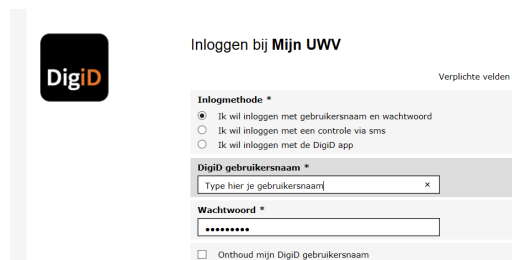 DigiD
Inloggen bij Mijn UWV
Verplichte velden
Inlogmethode *
Ik wil inloggen met gebruikersnaam en wachtwoord
Ik wil inloggen met een controle via sms
Ik wil inloggen met de DigiD app
DigiD gebruikersnaam *
Type hier je gebruikersnaam ×
Wachtwoord *
•••••••••
Onthoud mijn DigiD gebruikersnaam